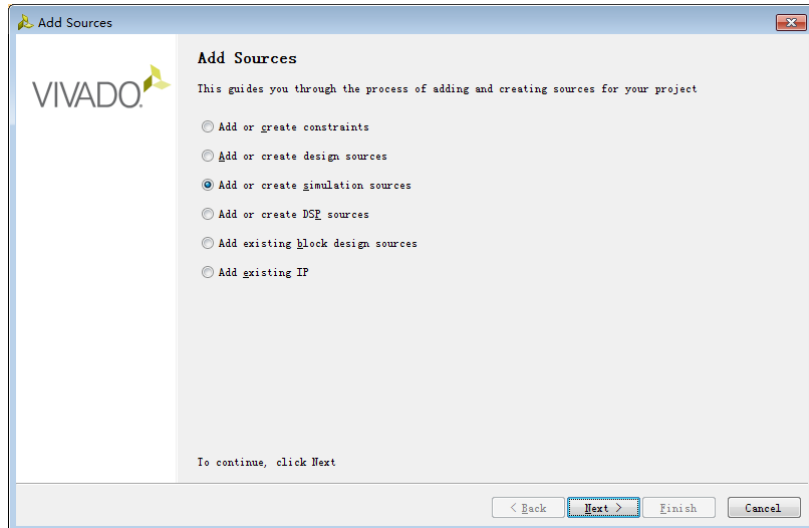 Add Sources
VIVADO.
Add Sources
This guides you through the process of adding and creating sources for your project
Add or create constraints
Add or create design sources
Add or create simulation sources
Add or create DSP sources
Add existing block design sources
Add existing IP
To continue, click Next
< Back
Next >
Finish
Cancel